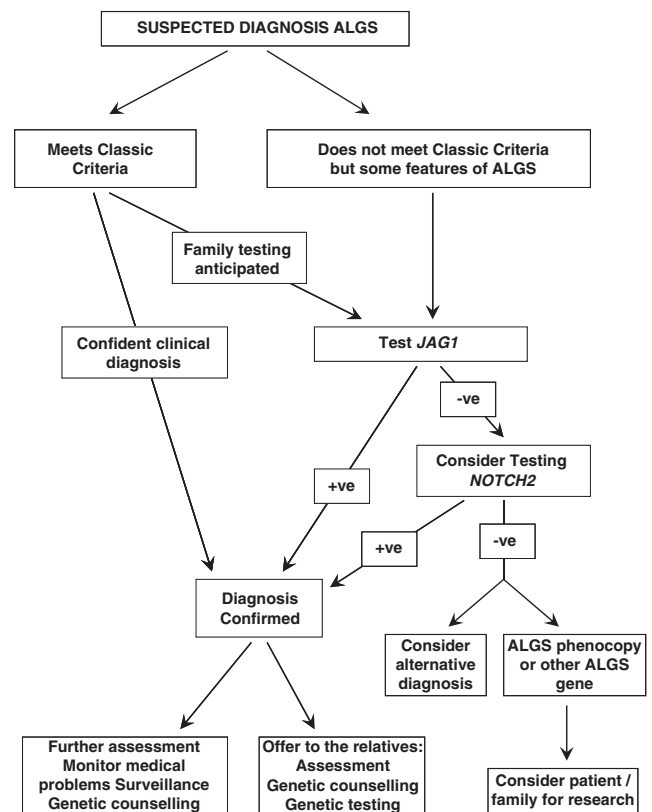 SUSPECTED DIAGNOSIS ALGS
Meets Classic
Criteria
Does not meet Classic Criteria
but some features of ALGS
Family testing
anticipated
Confident clinical
diagnosis
Test JAG1
-ve
Consider Testing
NOTCH2
+ve
+ve
-ve
Diagnosis
Confirmed
Consider
alternative
diagnosis
ALGS phenocopy
or other ALGS
gene
Further assessment
Monitor medical
problems Surveillance
Genetic counselling
Offer to the relatives:
Assessment
Genetic counselling
Genetic testing
Consider patient /
family for research